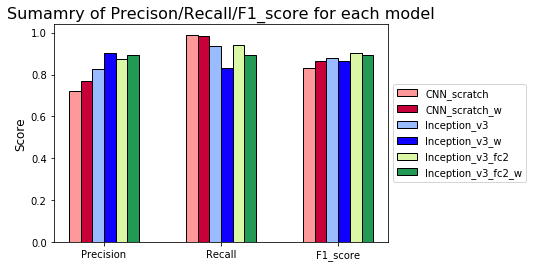 Sumamry of Precison/Recall/F1_score for each model
1.0
0.8
0.6
0.4
0.2
0.0
Score
Precision
Recall
F1_score
CNN_scratch
CNN_scratch_w
Inception_v3
Inception_v3_w
Inception_v3_fc2
Inception_v3_fc2_w